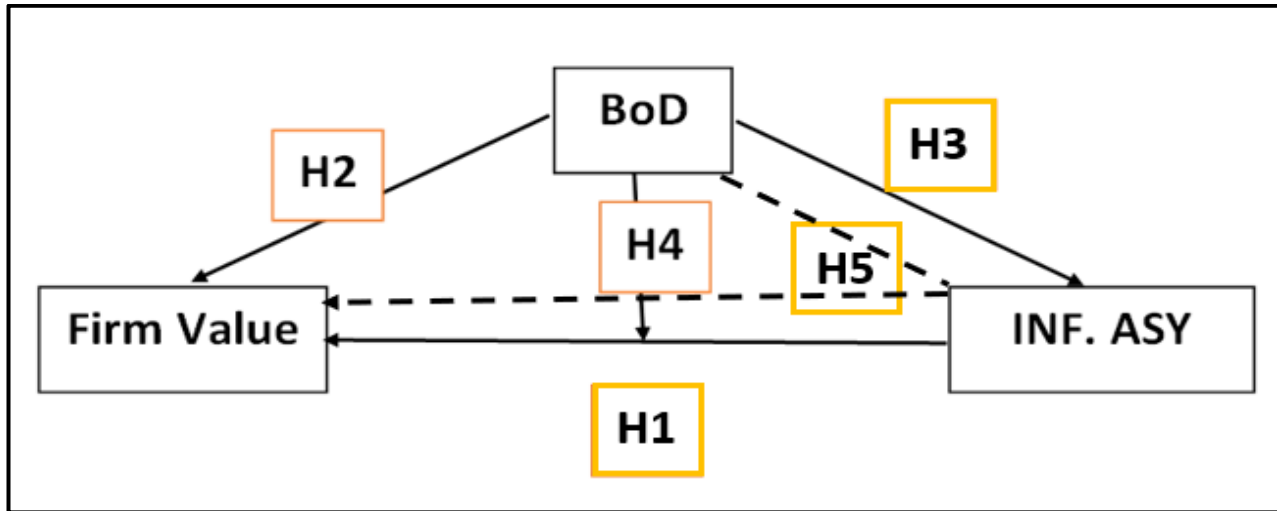 BoD
H3
H2
H4
H5
Firm Value
INF. ASY
H1